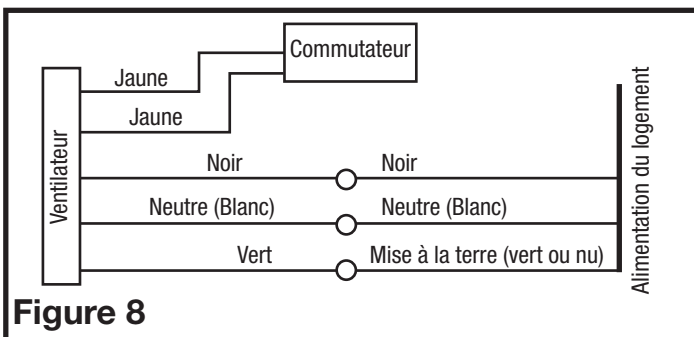 Commutateur
Jaune
Jaune
Ventilateur
Noir
Noir
Neutre (Blanc)
Neutre (Blanc)
Vert
Mise à la terre (vert ou nu)
Alimentation du logement
Figure 8